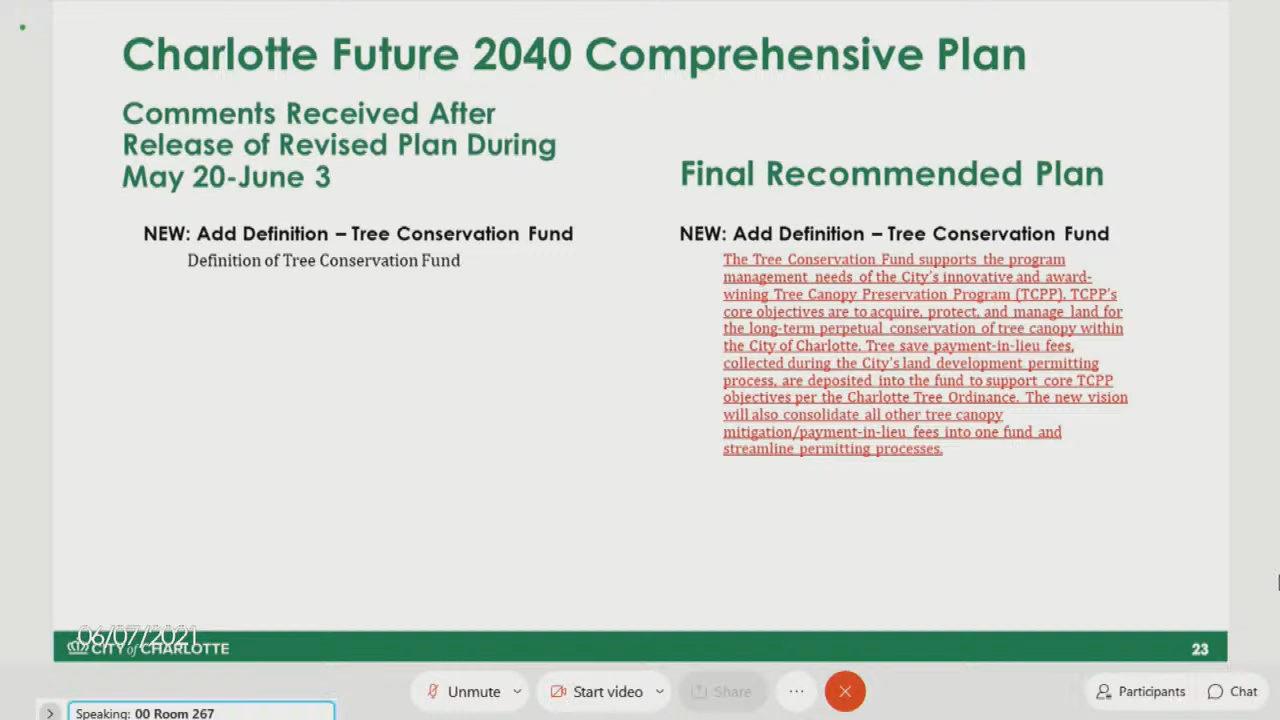 Charlotte Future 2040 Comprehensive Plan
Comments Received After
Release of Revised Plan During
May 20-June 3
NEW: Add Definition – Tree Conservation Fund
Definition of Tree Conservation Fund
Final Recommended Plan
NEW: Add Definition – Tree Conservation Fund
The Tree Conservation Fund supports the program
management needs of the City's innovative and award-
wining Tree Canopy Preservation Program (TCPP). TCPP's
core objectives are to acquire, protect, and manage land for
the long-term perpetual conservation of tree canopy within
the City of Charlotte. Tree save payment-in-lieu fees,
collected during the City's land development permitting
process, are deposited into the fund to support core TCPP
objectives per the Charlotte Tree Ordinance. The new vision
will also consolidate all other tree canopy
mitigation/payment-in-lieu fees into one fund and
streamline permitting processes.
06/07/2021
CITY of CHARLOTTE
23
Unmute
Start video
Share
Participants
Chat
Speaking: 00 Room 267